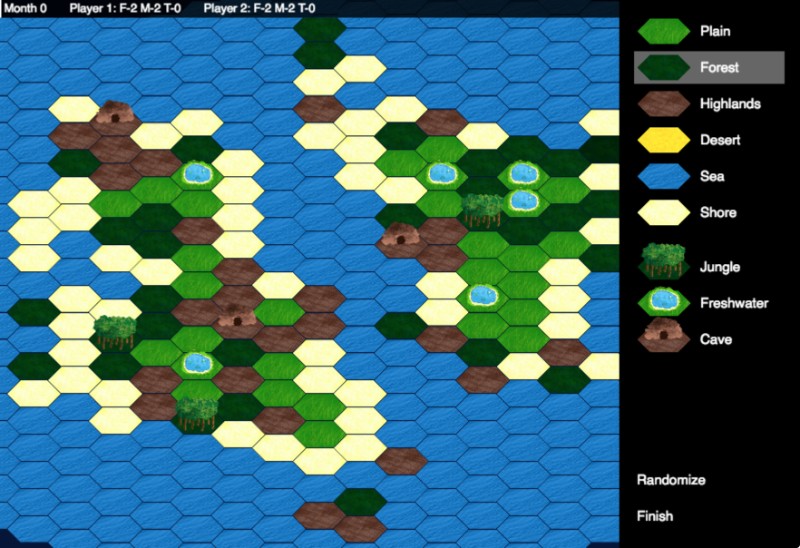 Month 0 Player 1: F-2 M-2 T-0 Player 2: F-2 M-2 T-0
Plain
Forest
Highlands
Desert
Sea
Shore
Jungle
Freshwater
Cave
Randomize
Finish